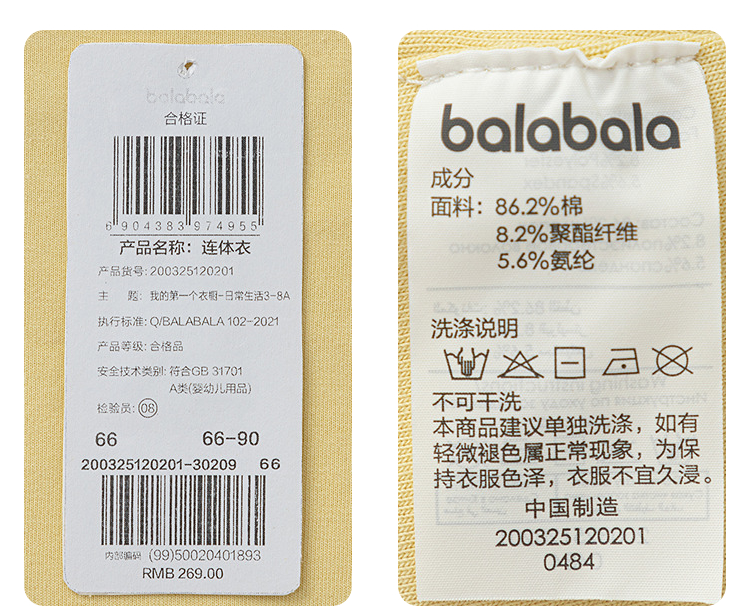 balabala
合格证
6 904383 974955
产品名称：连体衣
产品货号：200325120201
主 题：我的第一个衣橱-日常生活3-8A
执行标准：Q/BALABALA 102-2021
产品等级：合格品
安全技术类别：符合GB 31701
A类(婴幼儿用品)
检验员：08
66 66-90
200325120201-30209 66
内部编码 (99)50020401893
RMB 269.00
balabala
成分
面料：86.2%棉
8.2%聚酯纤维
5.6%氨纶
洗涤说明
不可干洗
本商品建议单独洗涤，如有
轻微褪色属正常现象，为保
持衣服色泽，衣服不宜久浸。
中国制造
200325120201
0484